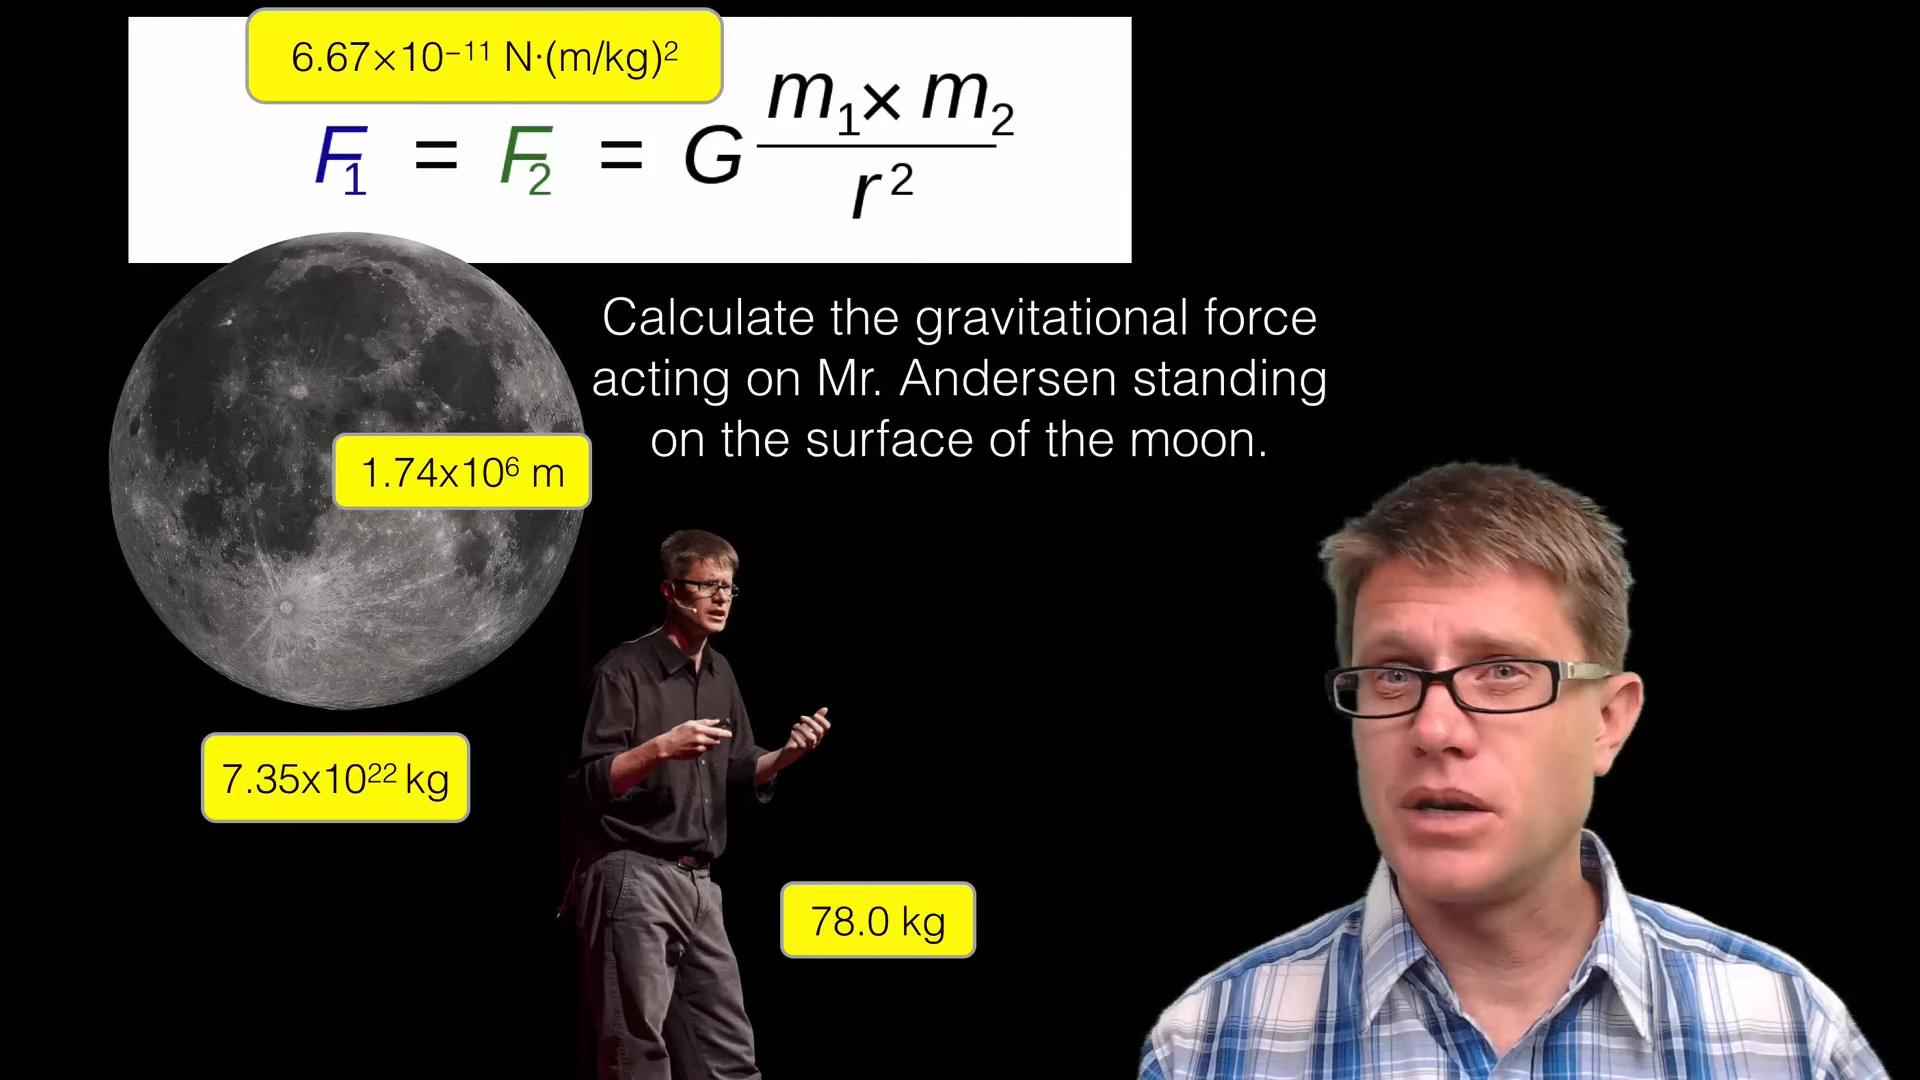 6.67×10⁻¹¹ N·(m/kg)²
F₁ = F₂ = G m₁× m₂ / r²
Calculate the gravitational force
acting on Mr. Andersen standing
on the surface of the moon.
1.74x10⁶ m
7.35x10²² kg
78.0 kg